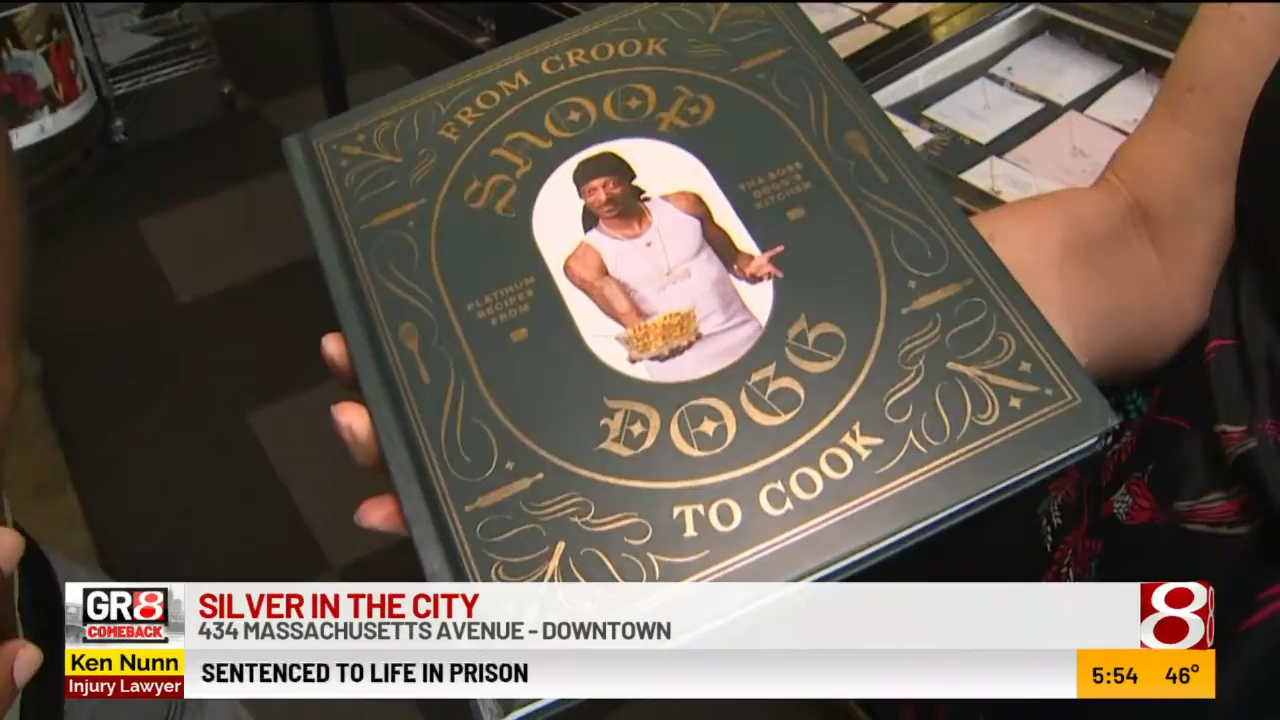 FROM CROOK
SNOOP
THA BOSS
DOGG'S
KITCHEN
PLATINUM
RECIPES
FROM
DOGG
TO COOK
GR8
COMEBACK
SILVER IN THE CITY
434 MASSACHUSETTS AVENUE - DOWNTOWN
8
Ken Nunn
Injury Lawyer
SENTENCED TO LIFE IN PRISON
5:54 46°